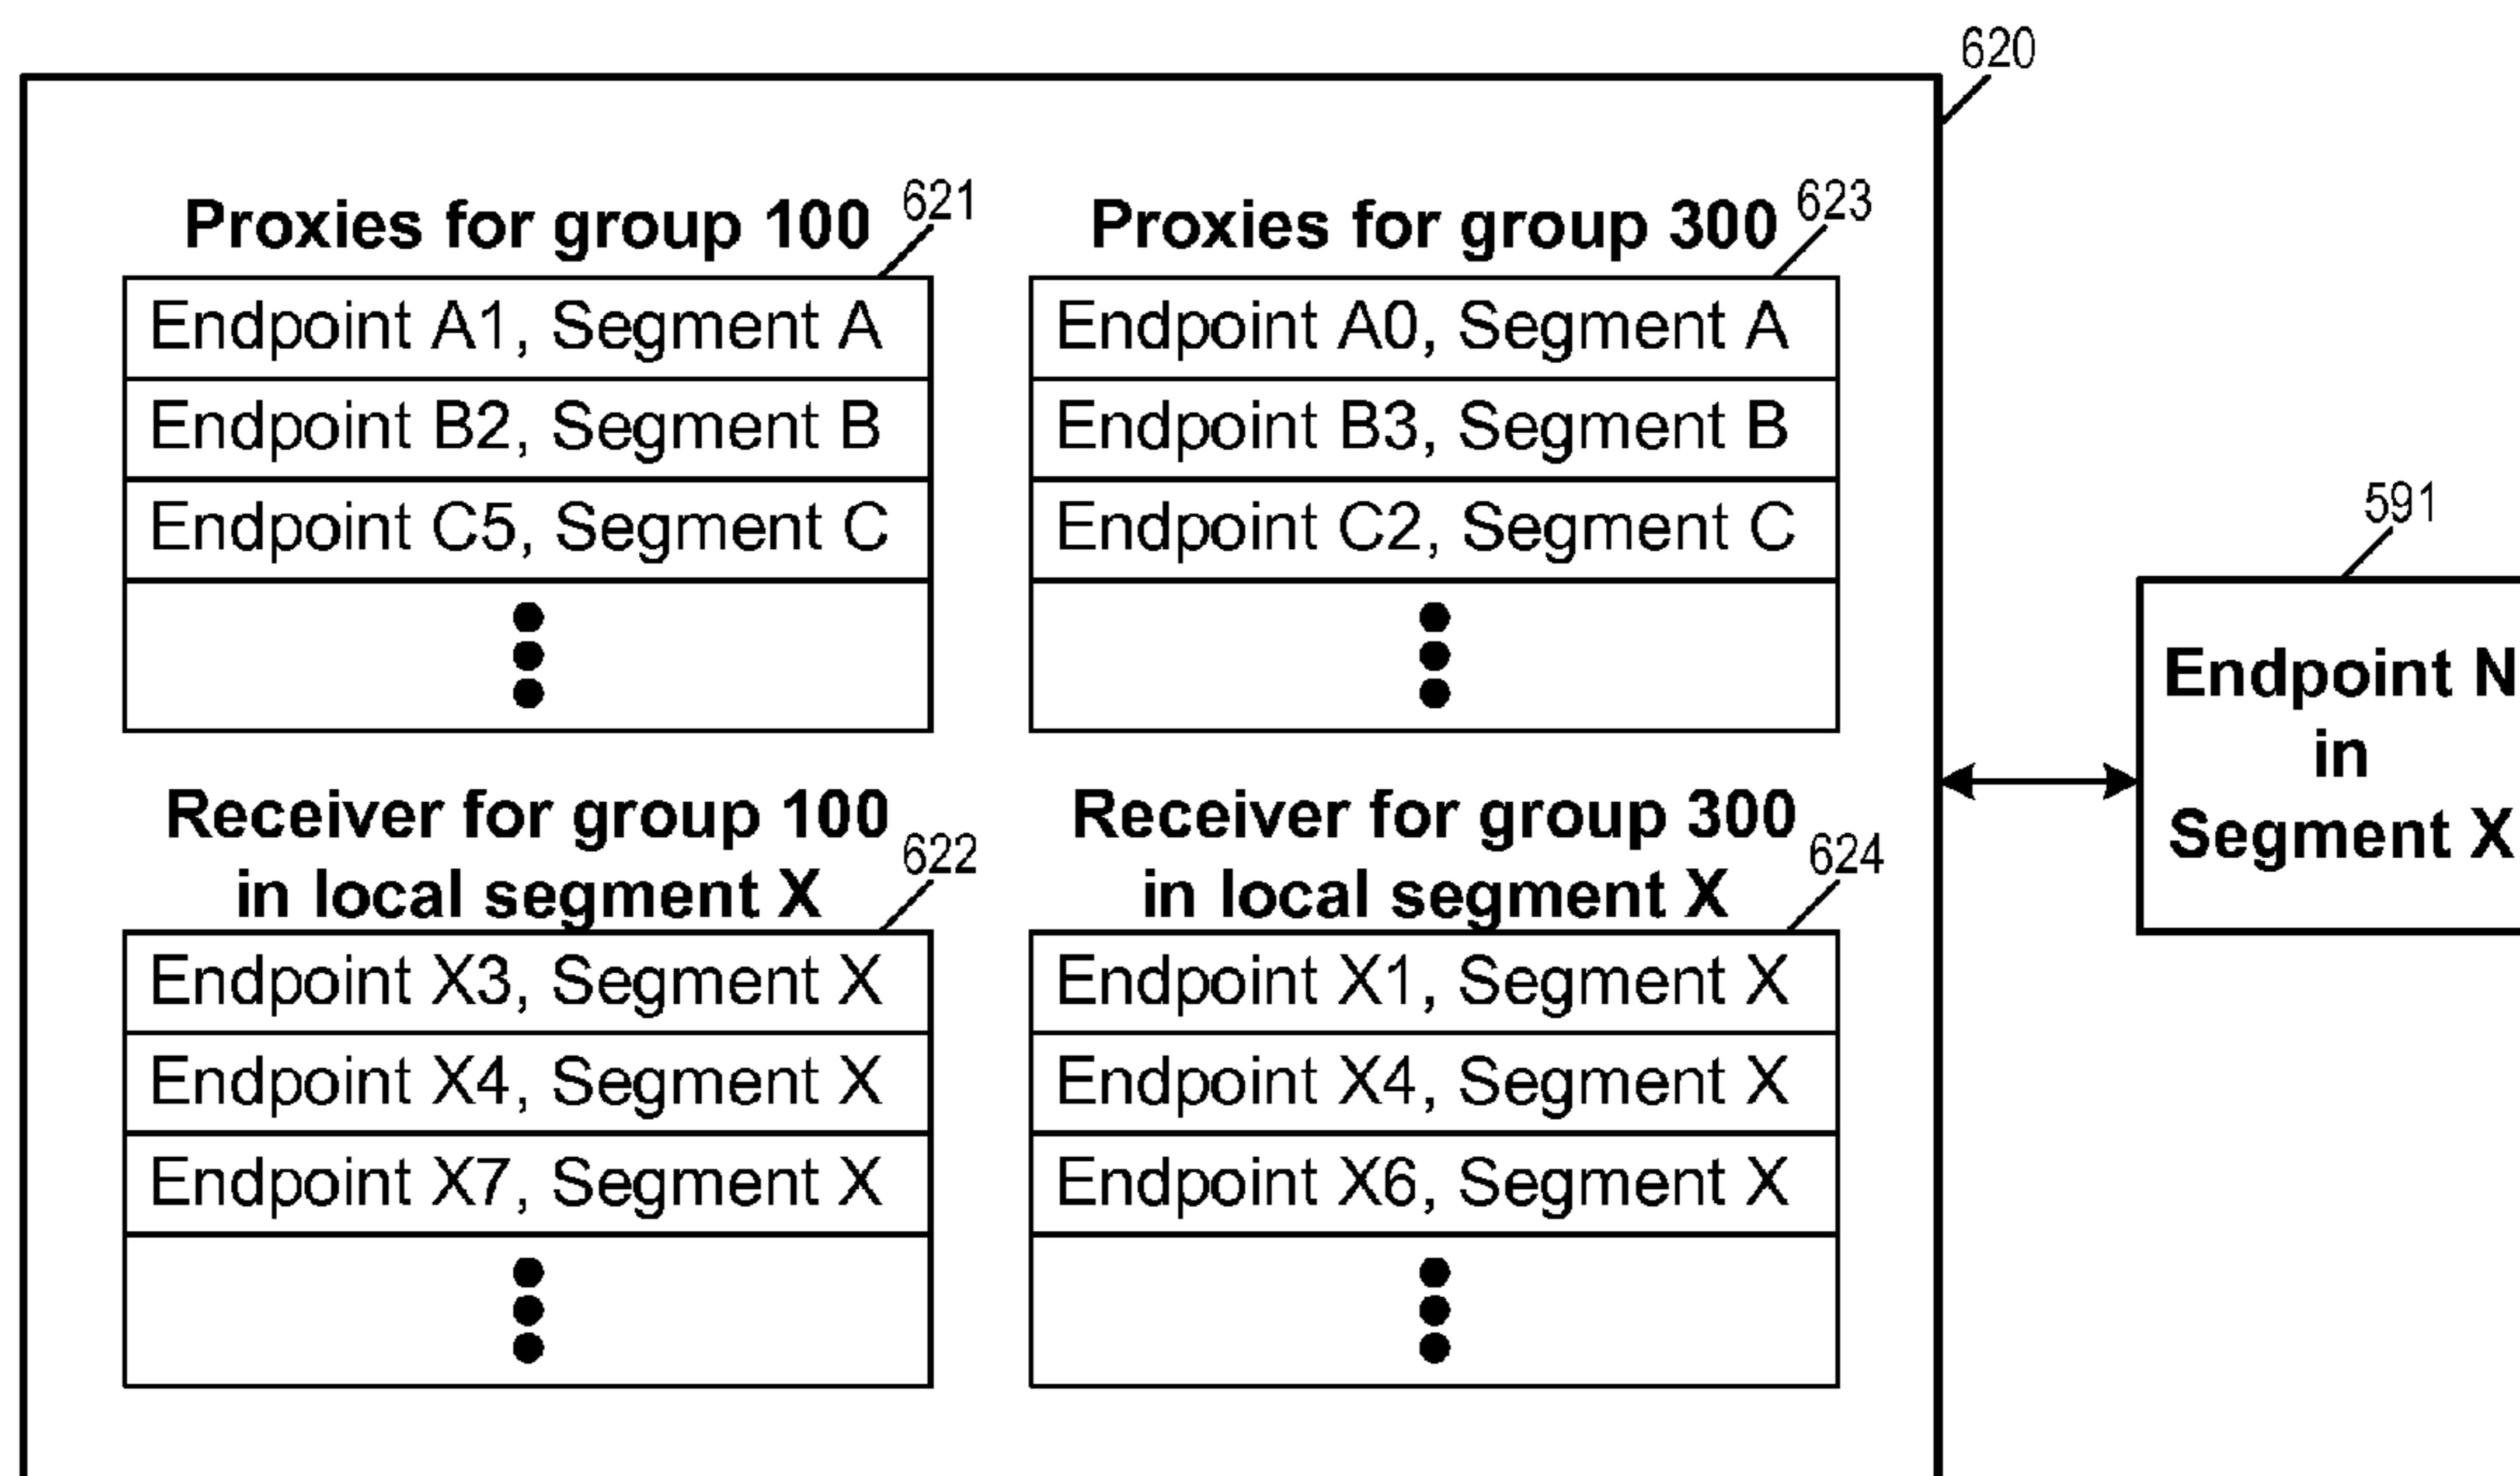 620
Proxies for group 100
621
Endpoint A1, Segment A
Endpoint B2, Segment B
Endpoint C5, Segment C
Proxies for group 300
623
Endpoint A0, Segment A
Endpoint B3, Segment B
Endpoint C2, Segment C
Receiver for group 100
in local segment X
622
Endpoint X3, Segment X
Endpoint X4, Segment X
Endpoint X7, Segment X
Receiver for group 300
in local segment X
624
Endpoint X1, Segment X
Endpoint X4, Segment X
Endpoint X6, Segment X
591
Endpoint N
in
Segment X